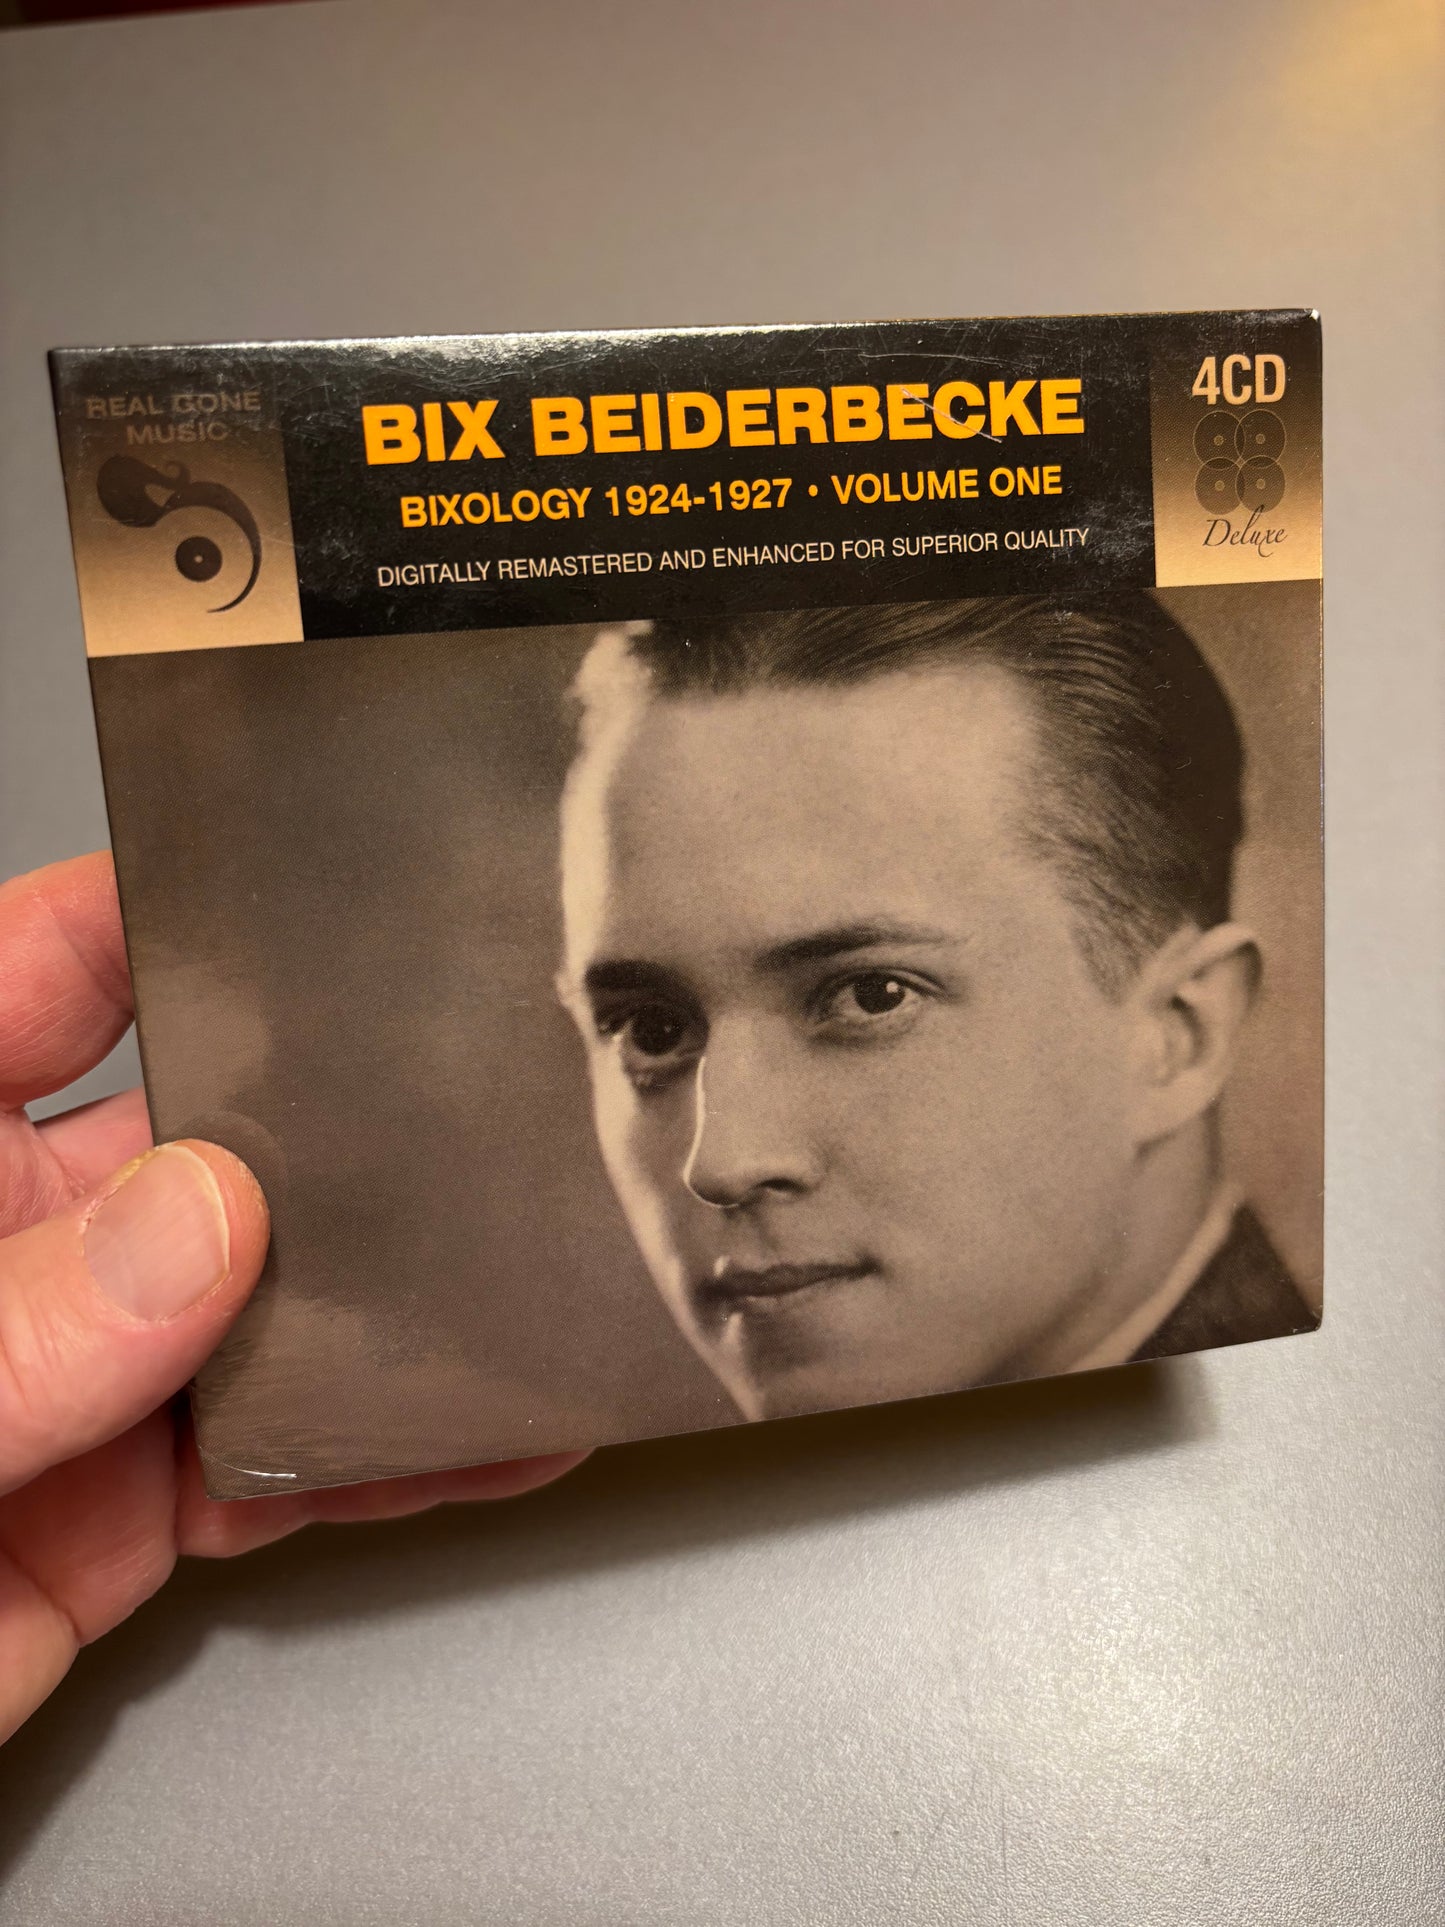 REAL GONE
MUSIC
BIX BEIDERBECKE
BIXOLOGY 1924-1927 • VOLUME ONE
DIGITALLY REMASTERED AND ENHANCED FOR SUPERIOR QUALITY
4CD
Deluxe